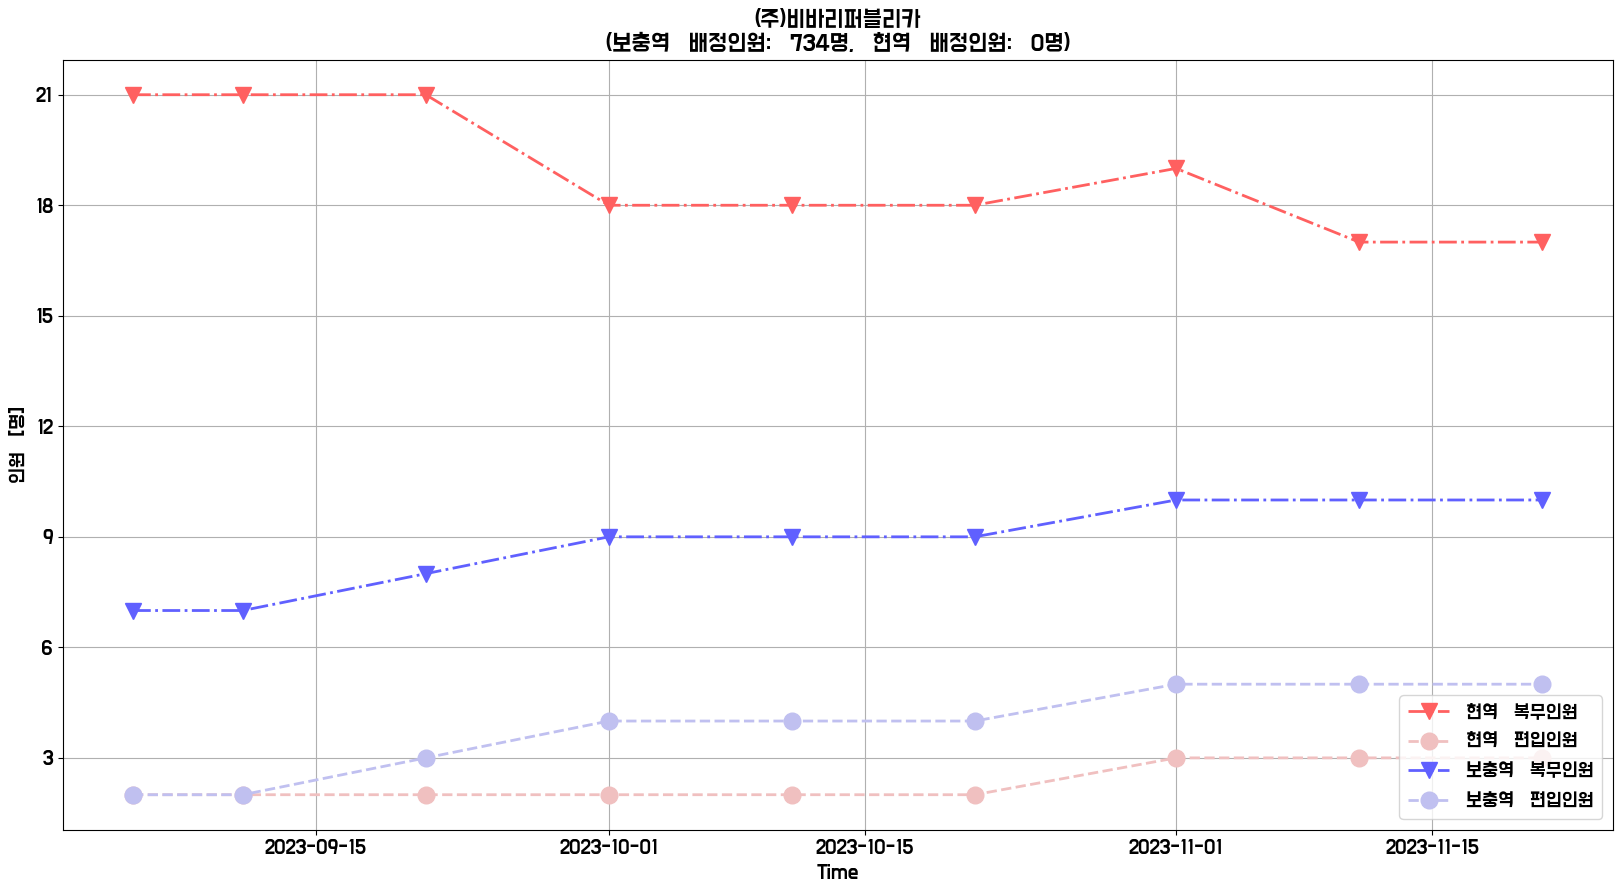 (주)비바리퍼블리카
(보충역 배정인원: 734명, 현역 배정인원: 0명)
인원 [명]
21
18
15
12
9
6
3
현역 복무인원
현역 편입인원
보충역 복무인원
보충역 편입인원
2023-09-15 2023-10-01 2023-10-15 2023-11-01 2023-11-15
Time